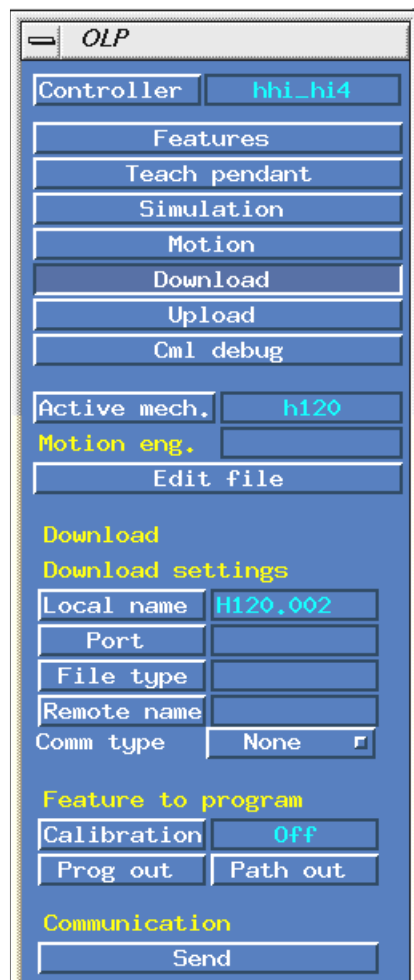 OLP
Controller hhi_hi4
Features
Teach pendant
Simulation
Motion
Download
Upload
Cml debug
Active mech. h120
Motion eng.
Edit file
Download
Download settings
Local name H120.002
Port
File type
Remote name
Comm type None
Feature to program
Calibration Off
Prog out Path out
Communication
Send